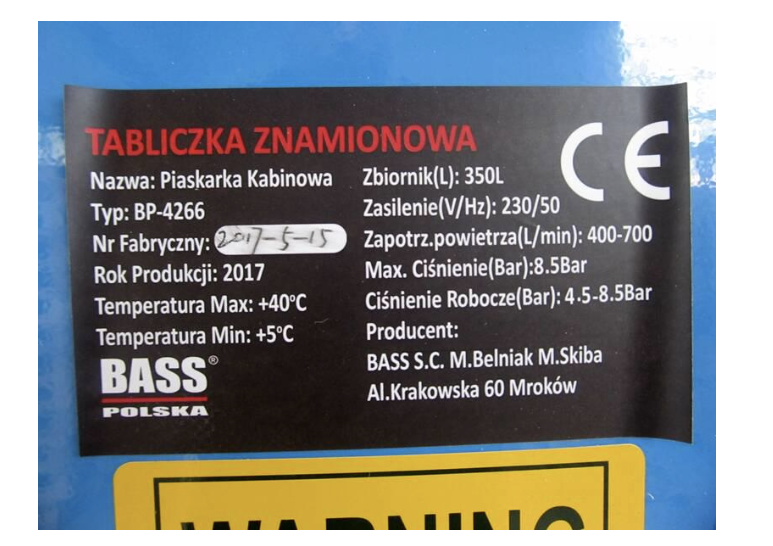 TABLICZKA ZNAMIONOWA
CE
Nazwa: Piaskarka Kabinowa
Typ: BP-4266
Nr Fabryczny: 2017-5-15
Rok Produkcji: 2017
Temperatura Max: +40°C
Temperatura Min: +5°C
BASS®
POLSKA
Zbiornik(L): 350L
Zasilenie(V/Hz): 230/50
Zapotrz.powietrza(L/min): 400-700
Max. Ciśnienie(Bar):8.5Bar
Ciśnienie Robocze(Bar): 4.5-8.5Bar
Producent:
BASS S.C. M.Belniak M.Skiba
Al.Krakowska 60 Mroków
WARNING